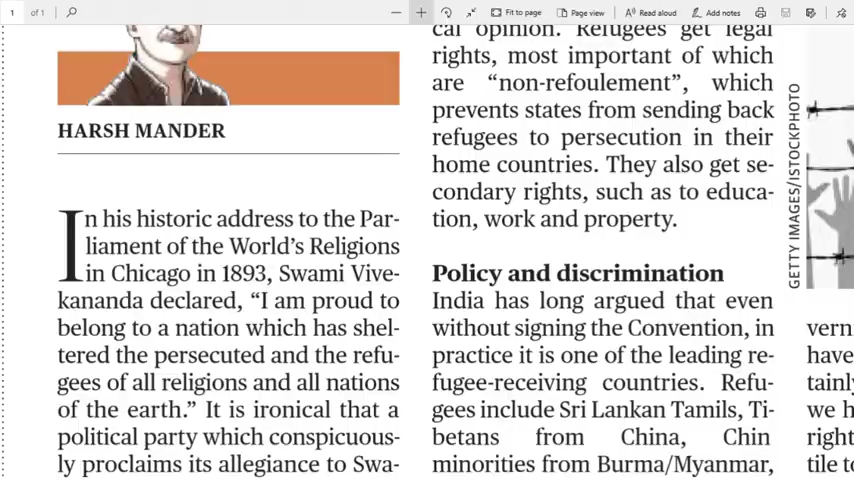 1 of 1
Fit to page
Page view
Read aloud
Add notes
HARSH MANDER
In his historic address to the Par-
liament of the World’s Religions
in Chicago in 1893, Swami Vive-
kananda declared, “I am proud to
belong to a nation which has shel-
tered the persecuted and the refu-
gees of all religions and all nations
of the earth.” It is ironical that a
political party which conspicuous-
ly proclaims its allegiance to Swa-
cal opinion. Refugees get legal
rights, most important of which
are “non-refoulement”, which
prevents states from sending back
refugees to persecution in their
home countries. They also get se-
condary rights, such as to educa-
tion, work and property.
Policy and discrimination
India has long argued that even
without signing the Convention, in
practice it is one of the leading re-
fugee-receiving countries. Refu-
gees include Sri Lankan Tamils, Ti-
betans from China, Chin
minorities from Burma/Myanmar,
GETTY IMAGES/ISTOCKPHOTO
vern
have
tainly
we h
right
tile to